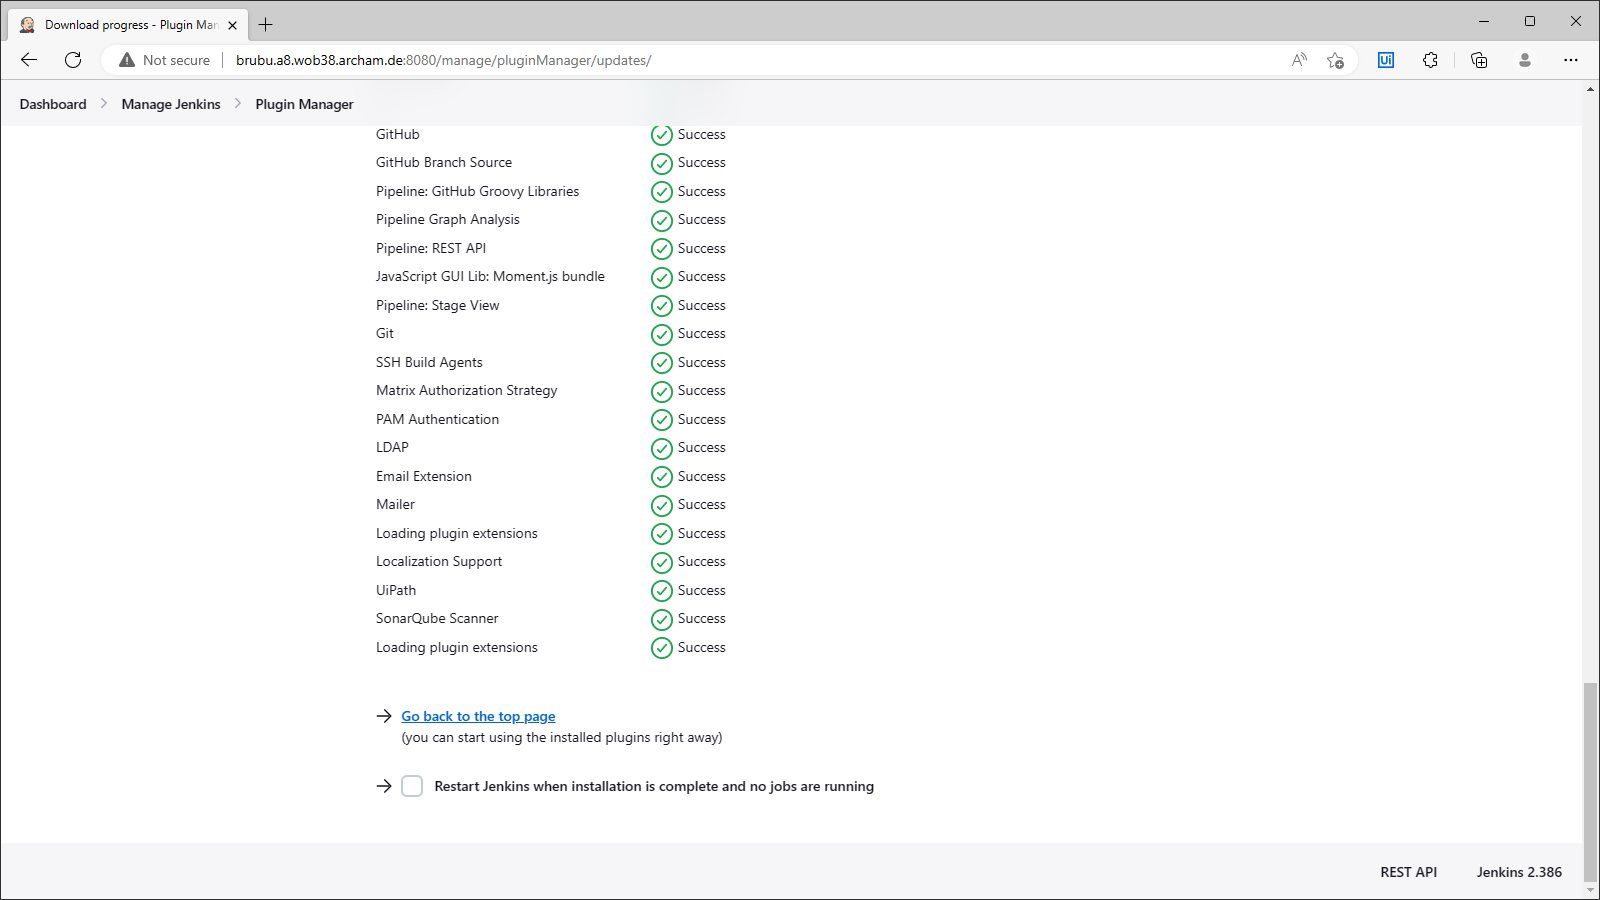 Download progress - Plugin Man
Not secure
brubu.a8.wob38.archam.de:8080/manage/pluginManager/updates/
Dashboard Manage Jenkins Plugin Manager
GitHub Success
GitHub Branch Source Success
Pipeline: GitHub Groovy Libraries Success
Pipeline Graph Analysis Success
Pipeline: REST API Success
JavaScript GUI Lib: Moment.js bundle Success
Pipeline: Stage View Success
Git Success
SSH Build Agents Success
Matrix Authorization Strategy Success
PAM Authentication Success
LDAP Success
Email Extension Success
Mailer Success
Loading plugin extensions Success
Localization Support Success
UiPath Success
SonarQube Scanner Success
Loading plugin extensions Success
Go back to the top page
(you can start using the installed plugins right away)
Restart Jenkins when installation is complete and no jobs are running
REST API Jenkins 2.386